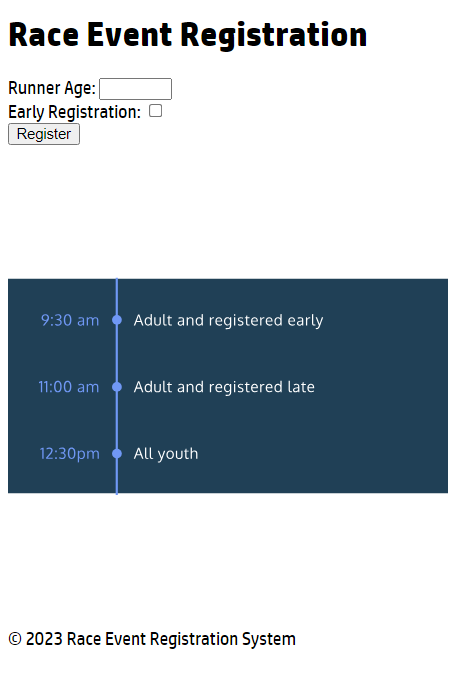 Race Event Registration
Runner Age:
Early Registration:
Register
9:30 am Adult and registered early
11:00 am Adult and registered late
12:30pm All youth
© 2023 Race Event Registration System